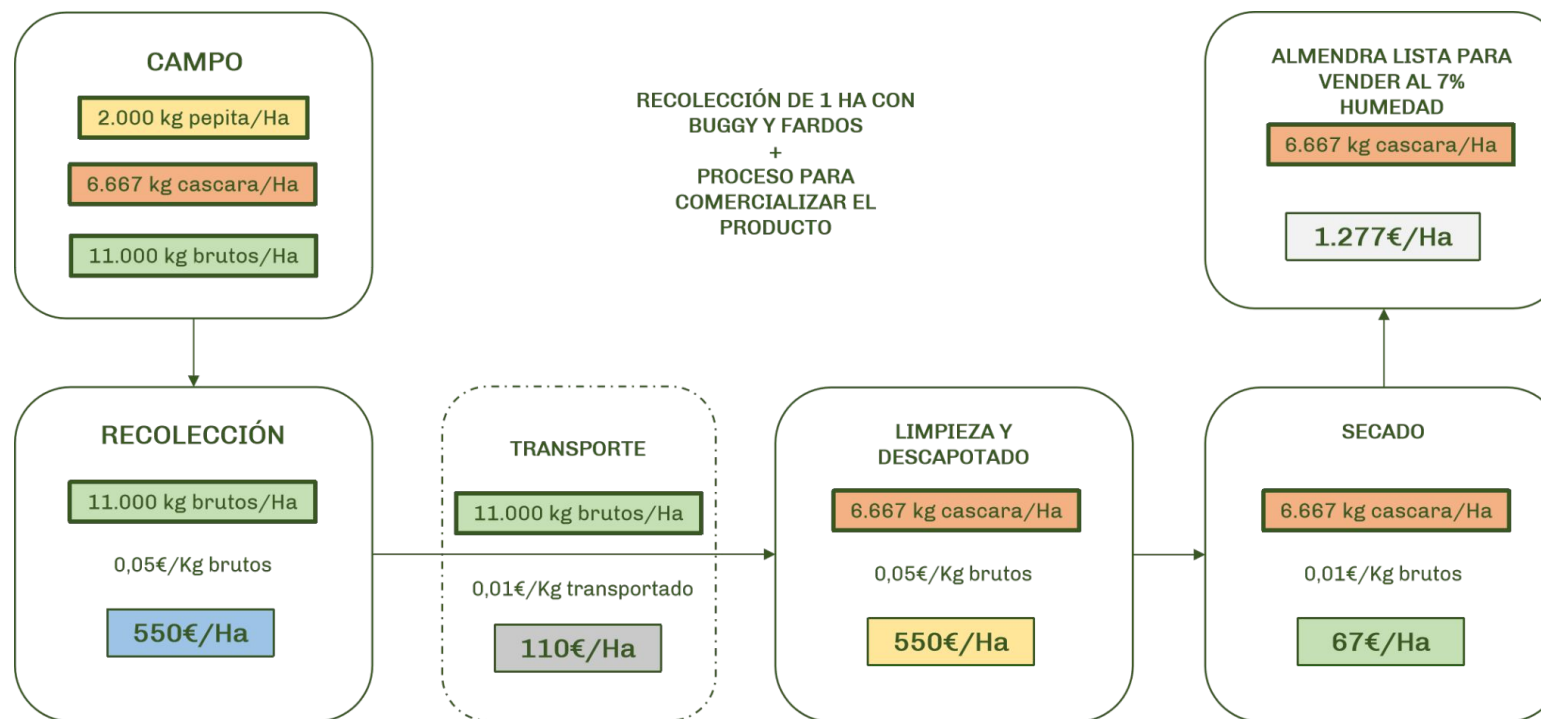 CAMPO
2.000 kg pepita/Ha
6.667 kg cascara/Ha
11.000 kg brutos/Ha
RECOLECCIÓN DE 1 HA CON
BUGGY Y FARDOS
+
PROCESO PARA
COMERCIALIZAR EL
PRODUCTO
ALMENDRA LISTA PARA
VENDER AL 7%
HUMEDAD
6.667 kg cascara/Ha
1.277€/Ha
RECOLECCIÓN
11.000 kg brutos/Ha
0,05€/Kg brutos
550€/Ha
TRANSPORTE
11.000 kg brutos/Ha
0,01€/Kg transportado
110€/Ha
LIMPIEZA Y
DESCAPOTADO
6.667 kg cascara/Ha
0,05€/Kg brutos
550€/Ha
SECADO
6.667 kg cascara/Ha
0,01€/Kg brutos
67€/Ha